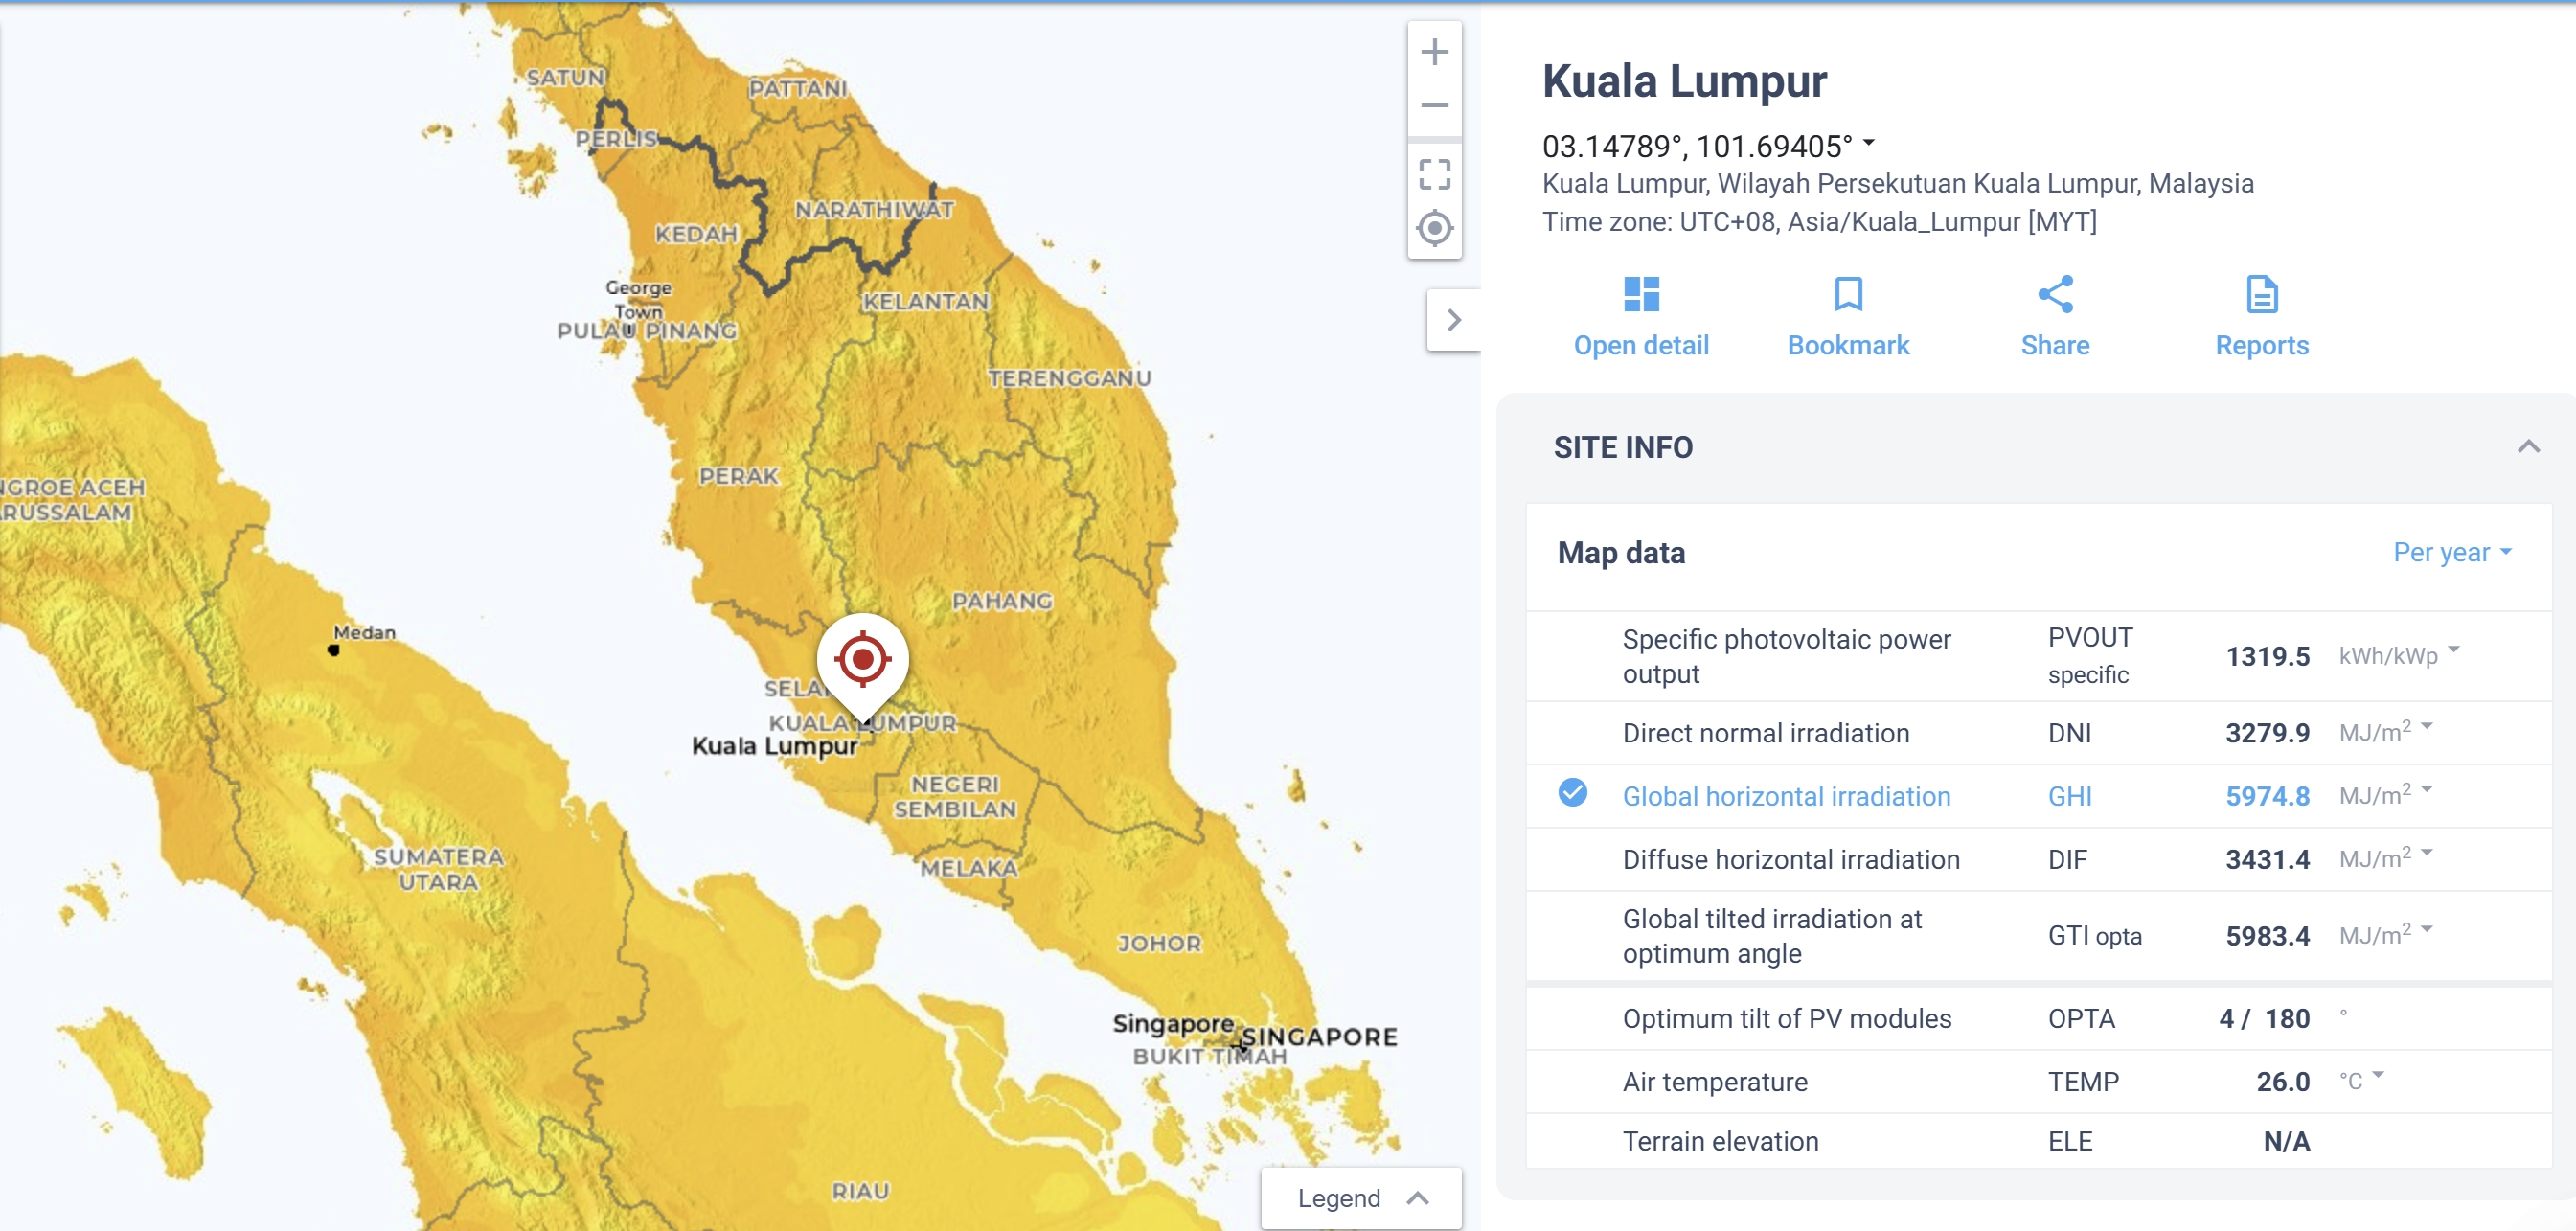 SATUN
PATTANI
PERLIS
NARATHIWAT
KEDAH
George
Town
PULAU PINANG
KELANTAN
TERENGGANU
PERAK
NGROE ACEH
ARUSSALAM
PAHANG
Medan
KUALA LUMPUR
Kuala Lumpur
NEGERI
SEMBILAN
MELAKA
SUMATERA
UTARA
JOHOR
Singapore
SINGAPORE
BUKIT TIMAH
RIAU
Legend
Kuala Lumpur
03.14789°, 101.69405°
Kuala Lumpur, Wilayah Persekutuan Kuala Lumpur, Malaysia
Time zone: UTC+08, Asia/Kuala_Lumpur [MYT]
Open detail Bookmark Share Reports
SITE INFO
Map data Per year
Specific photovoltaic power output PVOUT specific 1319.5 kWh/kWp
Direct normal irradiation DNI 3279.9 MJ/m²
Global horizontal irradiation GHI 5974.8 MJ/m²
Diffuse horizontal irradiation DIF 3431.4 MJ/m²
Global tilted irradiation at optimum angle GTI opta 5983.4 MJ/m²
Optimum tilt of PV modules OPTA 4 / 180 °
Air temperature TEMP 26.0 °C
Terrain elevation ELE N/A